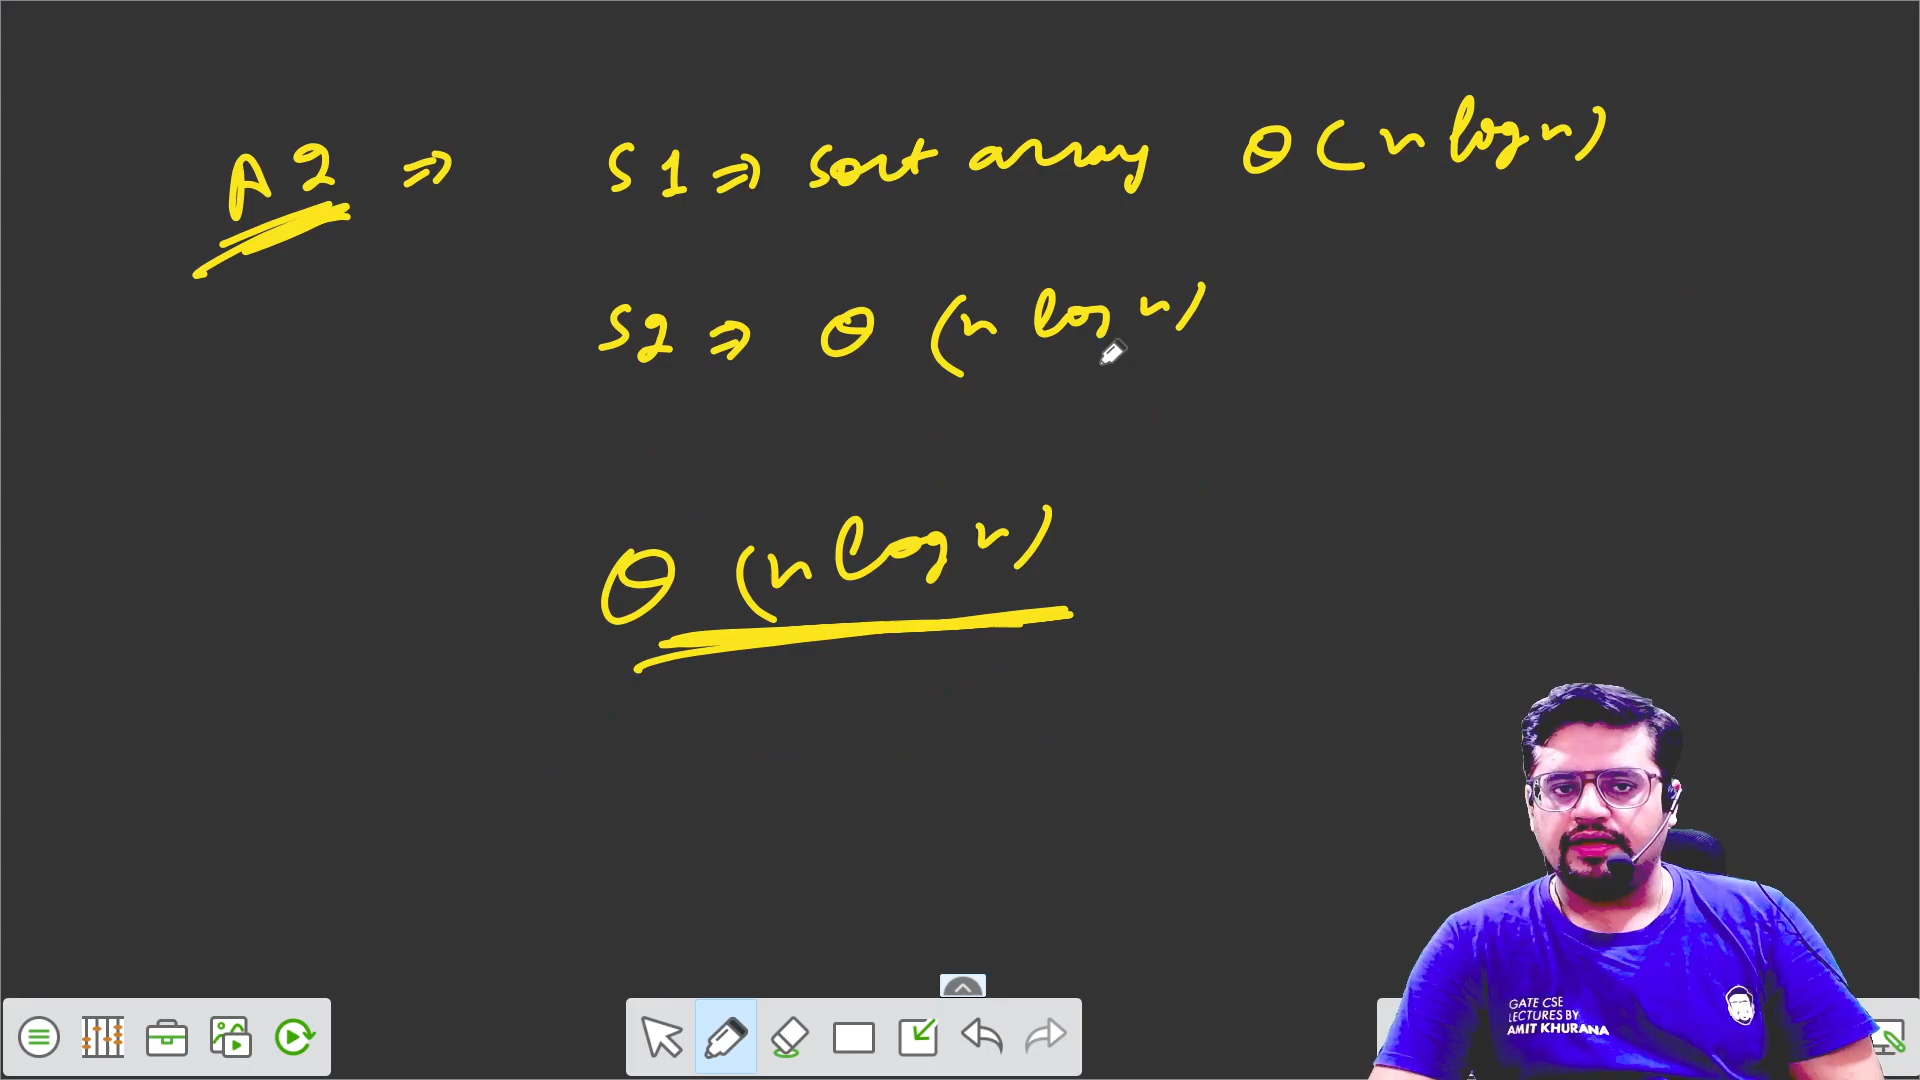 A2 ⇒ S1 ⇒ sort array θ(n log n)
S2 ⇒ θ (n log n)
θ (n log n)
GATE CSE
LECTURES BY
AMIT KHURANA